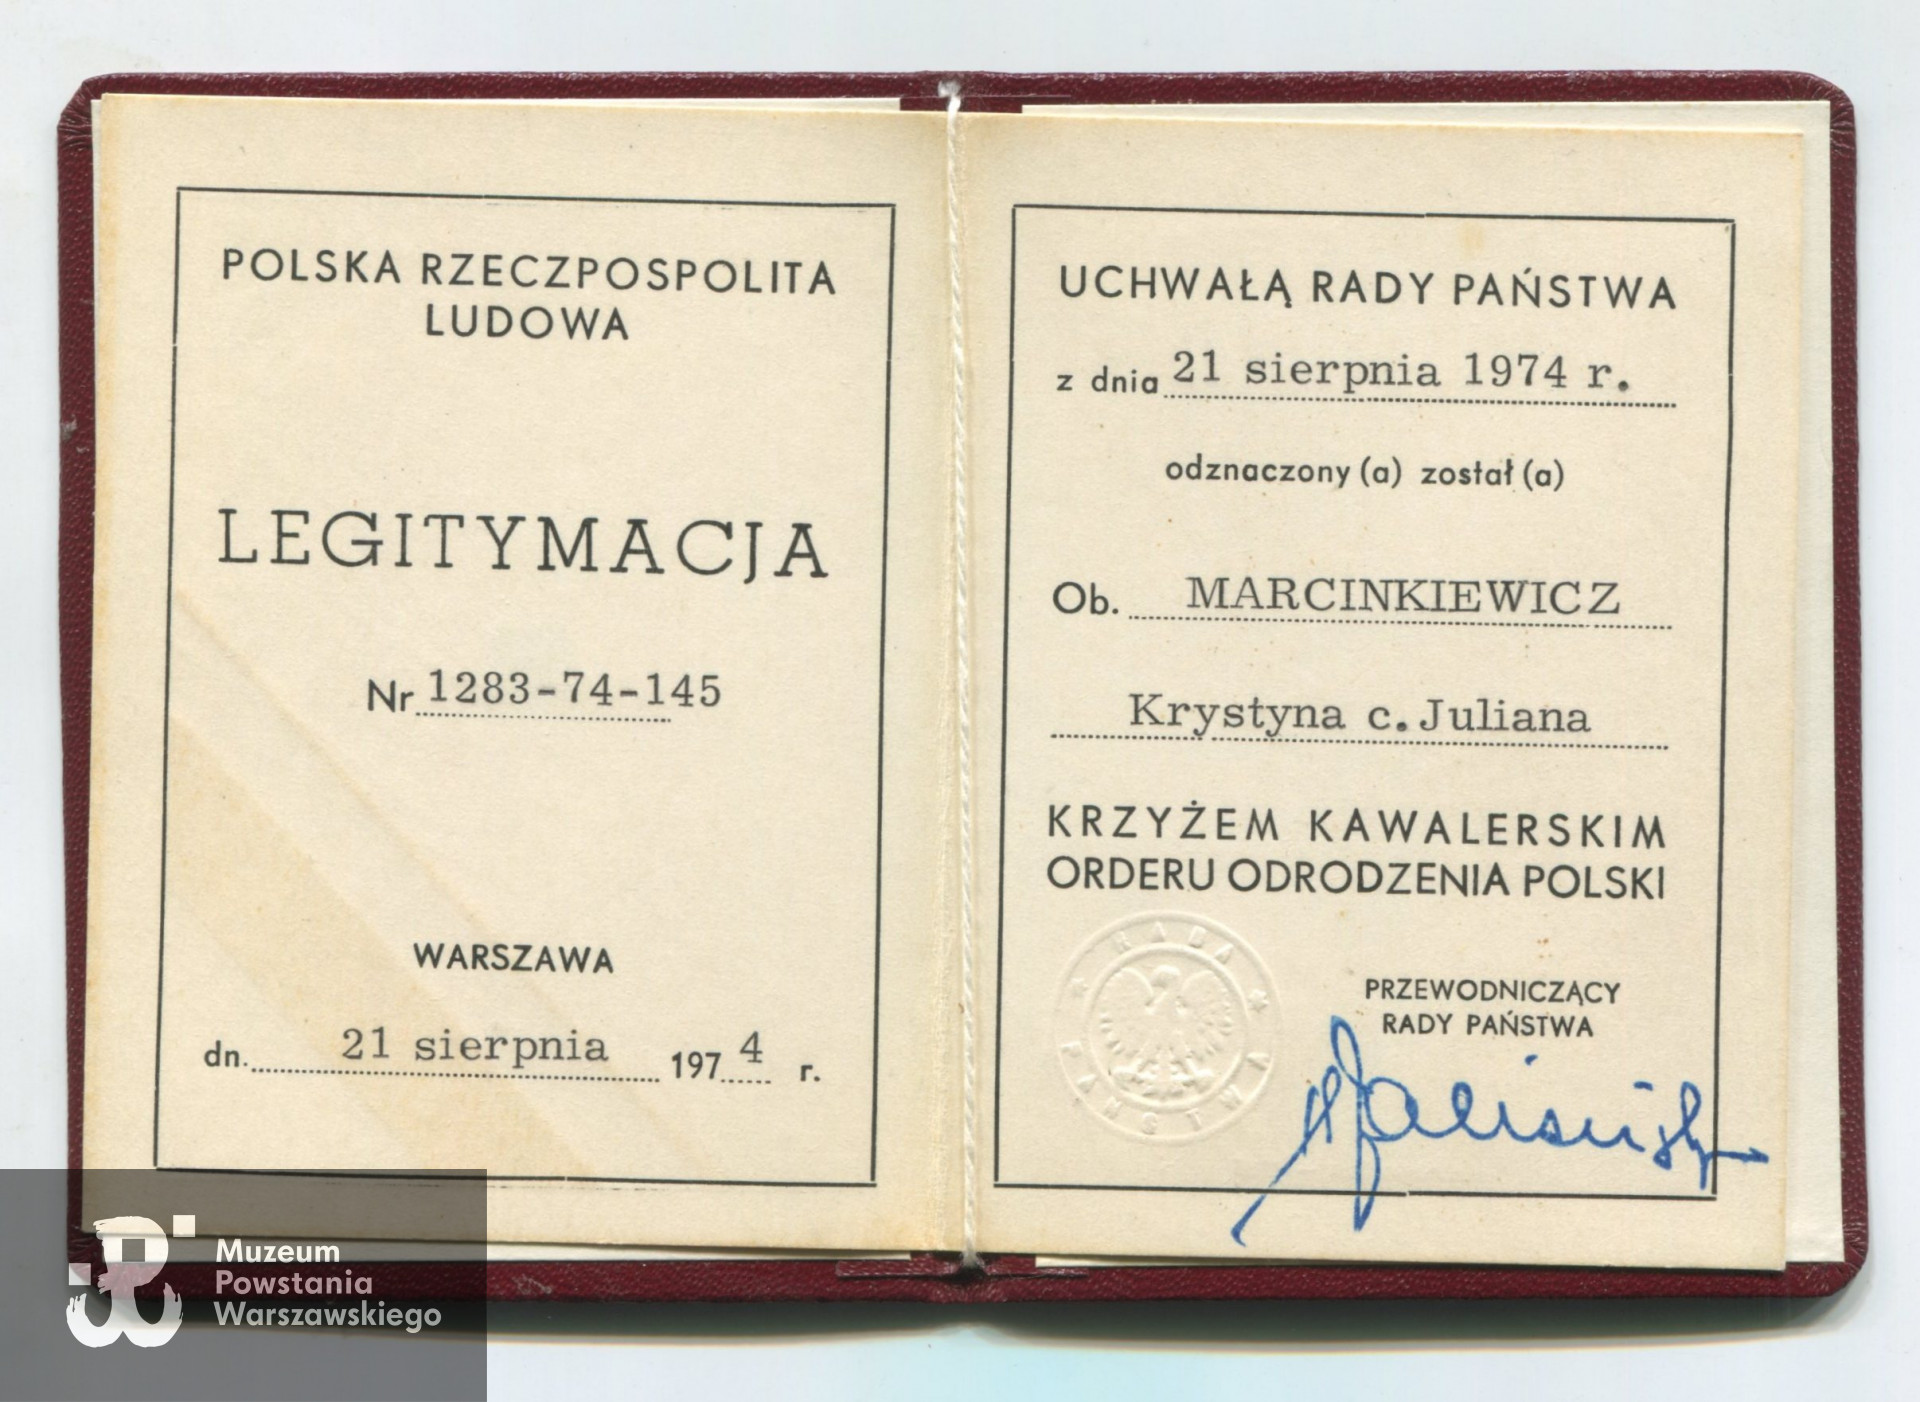 POLSKA RZECZPOSPOLITA
LUDOWA
LEGITYMACJA
Nr 1283-74-145
WARSZAWA
dn. 21 sierpnia 1974 r.
UCHWAŁĄ RADY PAŃSTWA
z dnia 21 sierpnia 1974 r.
odznaczony (a) został (a)
Ob. MARCINKIEWICZ
Krystyna c. Juliana
KRZYŻEM KAWALERSKIM
ORDERU ODRODZENIA POLSKI
RADA PAŃSTWA
PRZEWODNICZĄCY
RADY PAŃSTWA
Muzeum
Powstania
Warszawskiego